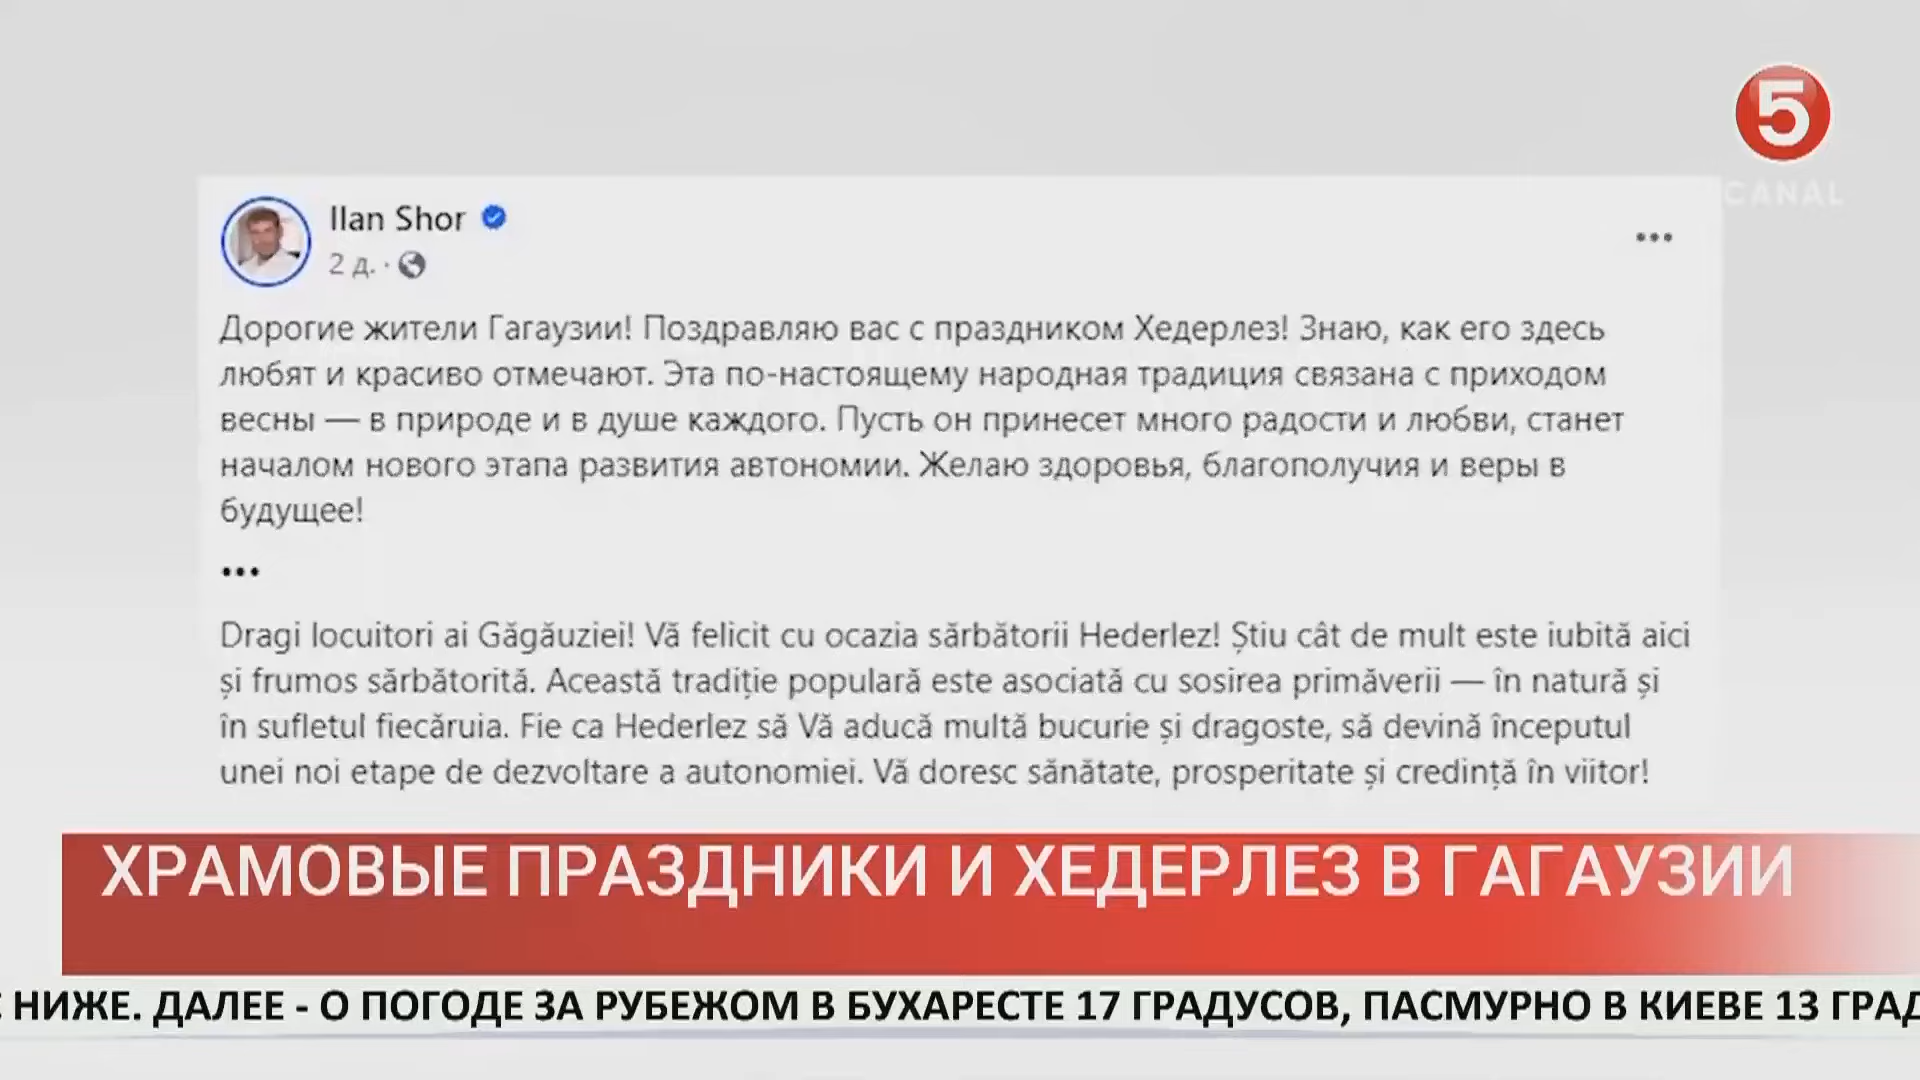 5
CANAL
Ilan Shor
2 д. ·
Дорогие жители Гагаузии! Поздравляю вас с праздником Хедерлез! Знаю, как его здесь
любят и красиво отмечают. Эта по-настоящему народная традиция связана с приходом
весны — в природе и в душе каждого. Пусть он принесет много радости и любви, станет
началом нового этапа развития автономии. Желаю здоровья, благополучия и веры в
будущее!
•••
Dragi locuitori ai Găgăuziei! Vă felicit cu ocazia sărbătorii Hederlez! Știu cât de mult este iubită aici
și frumos sărbătorită. Această tradiție populară este asociată cu sosirea primăverii — în natură și
în sufletul fiecăruia. Fie ca Hederlez să Vă aducă multă bucurie și dragoste, să devină începutul
unei noi etape de dezvoltare a autonomiei. Vă doresc sănătate, prosperitate și credință în viitor!
ХРАМОВЫЕ ПРАЗДНИКИ И ХЕДЕРЛЕЗ В ГАГАУЗИИ
НИЖЕ. ДАЛЕЕ - О ПОГОДЕ ЗА РУБЕЖОМ В БУХАРЕСТЕ 17 ГРАДУСОВ, ПАСМУРНО В КИЕВЕ 13 ГРАД